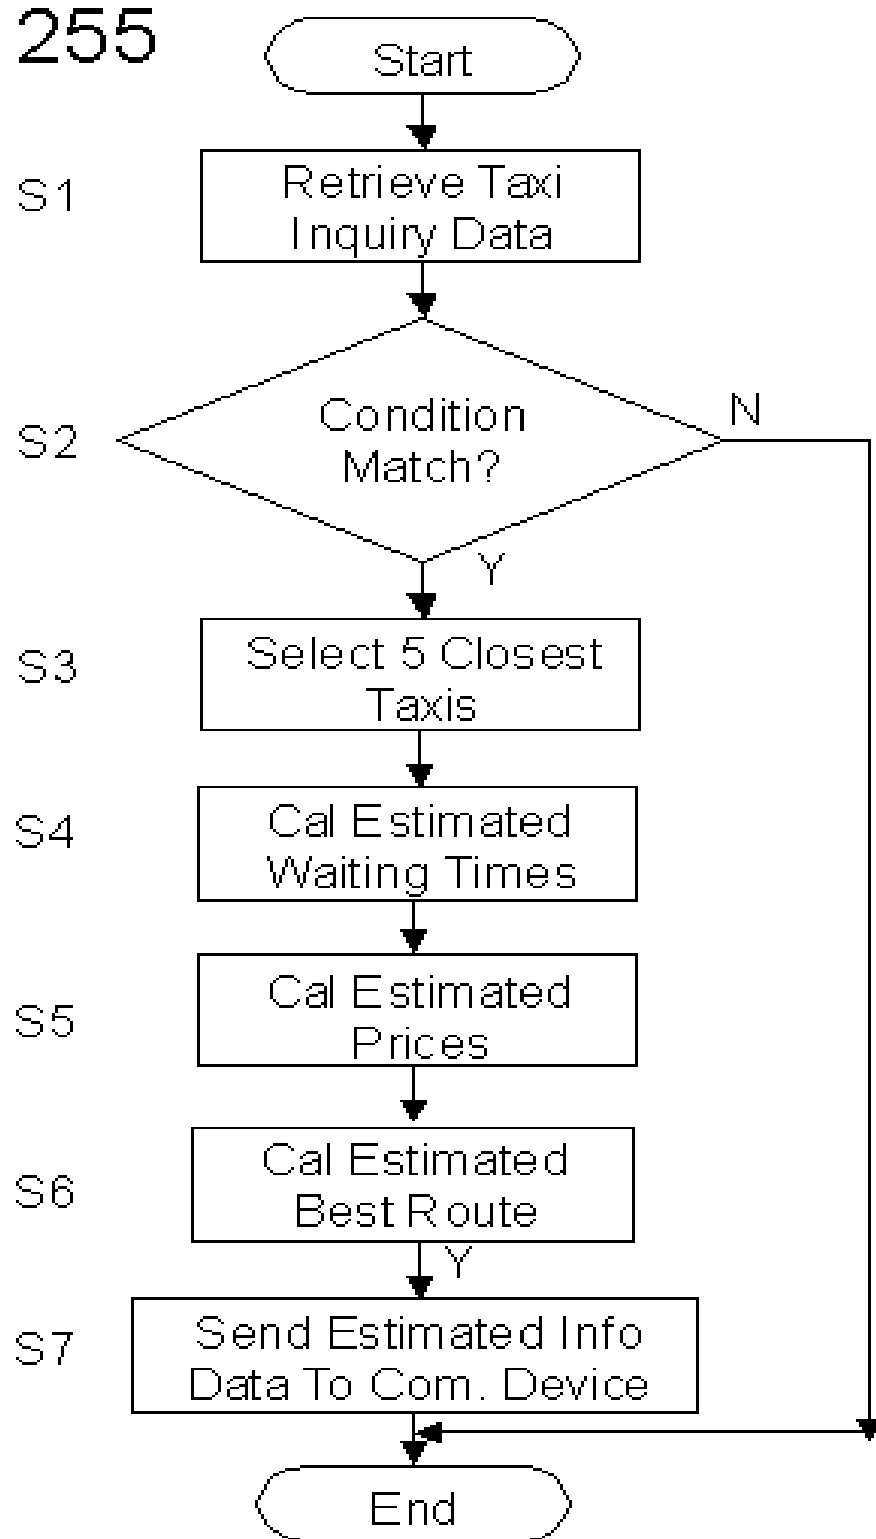 255
Start
S1
Retrieve Taxi
Inquiry Data
S2
Condition
Match?
N
Y
S3
Select 5 Closest
Taxis
S4
Cal Estimated
Waiting Times
S5
Cal Estimated
Prices
S6
Cal Estimated
Best Route
Y
S7
Send Estimated Info
Data To Com. Device
End